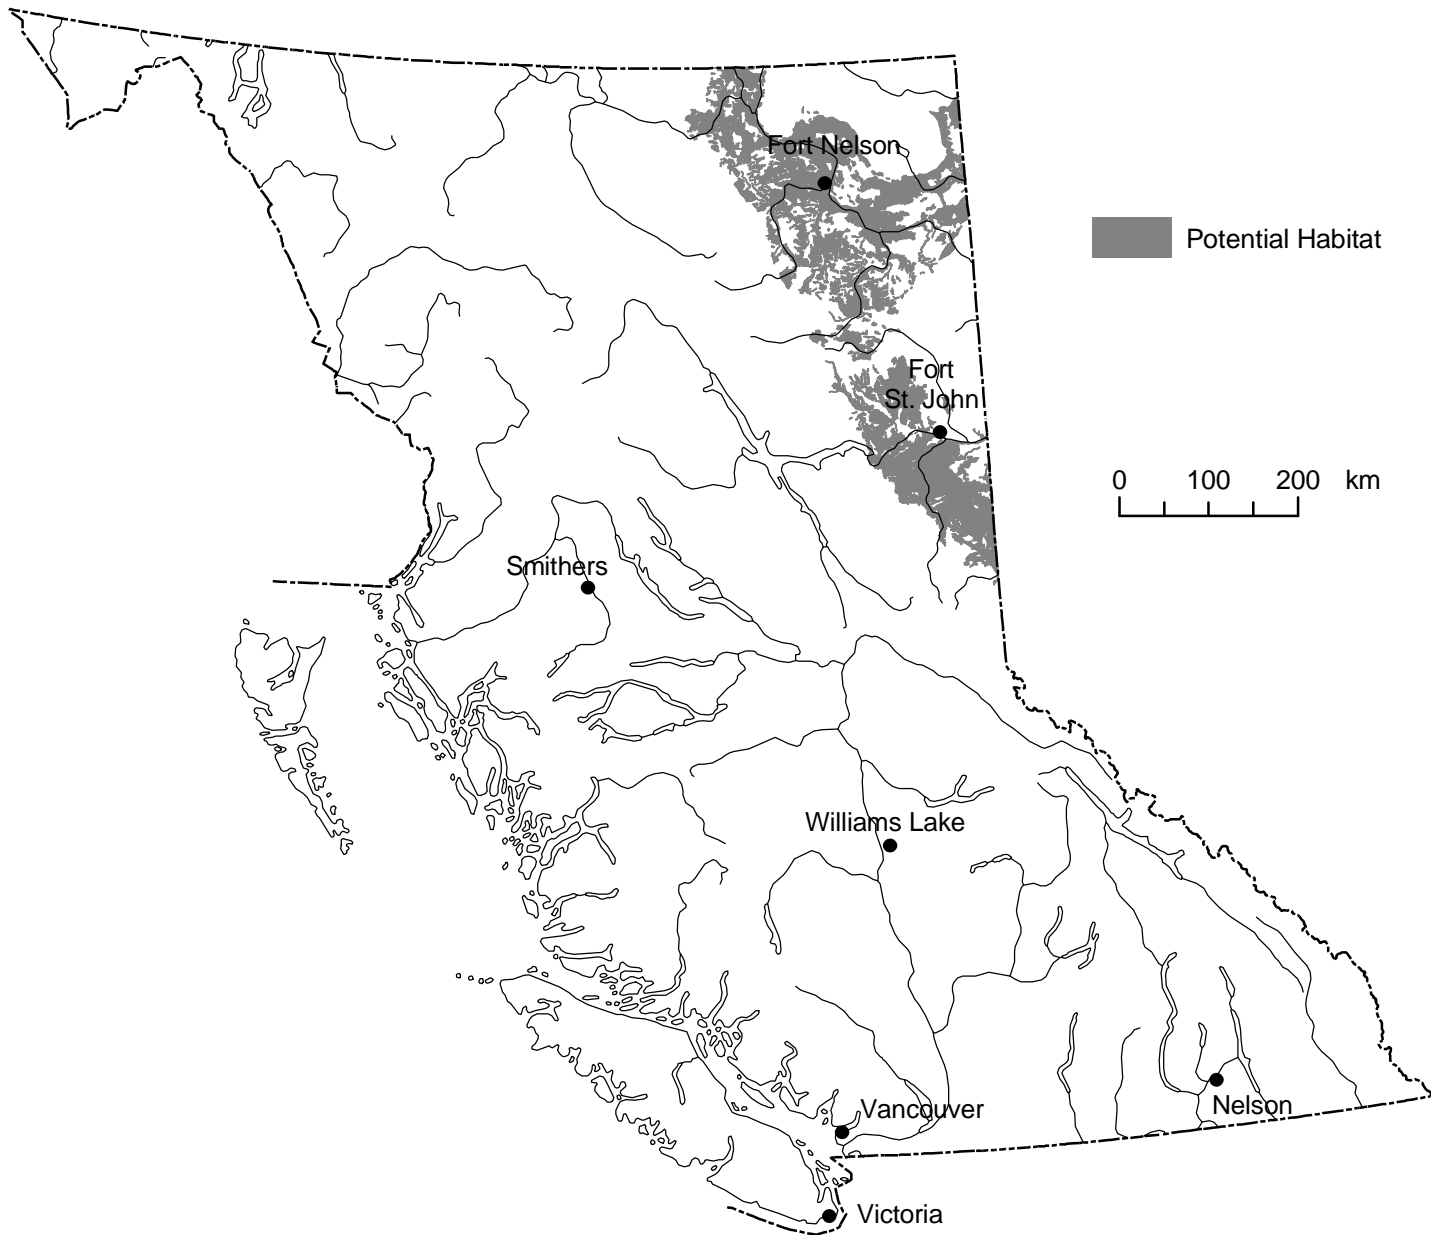 Fort Nelson
Potential Habitat
Fort
St. John
0 100 200 km
Smithers
Williams Lake
Vancouver
Nelson
Victoria